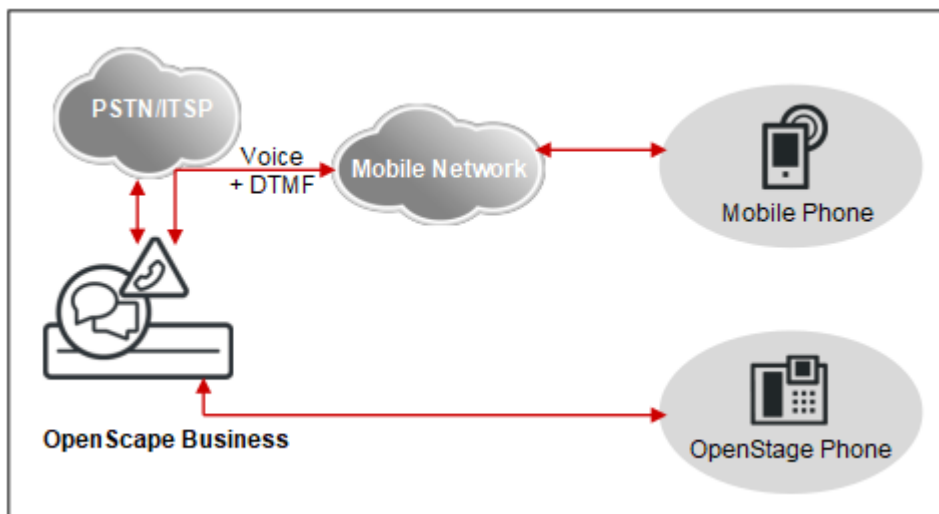 PSTN/ITSP
Voice
+ DTMF
Mobile Network
Mobile Phone
OpenScape Business
OpenStage Phone